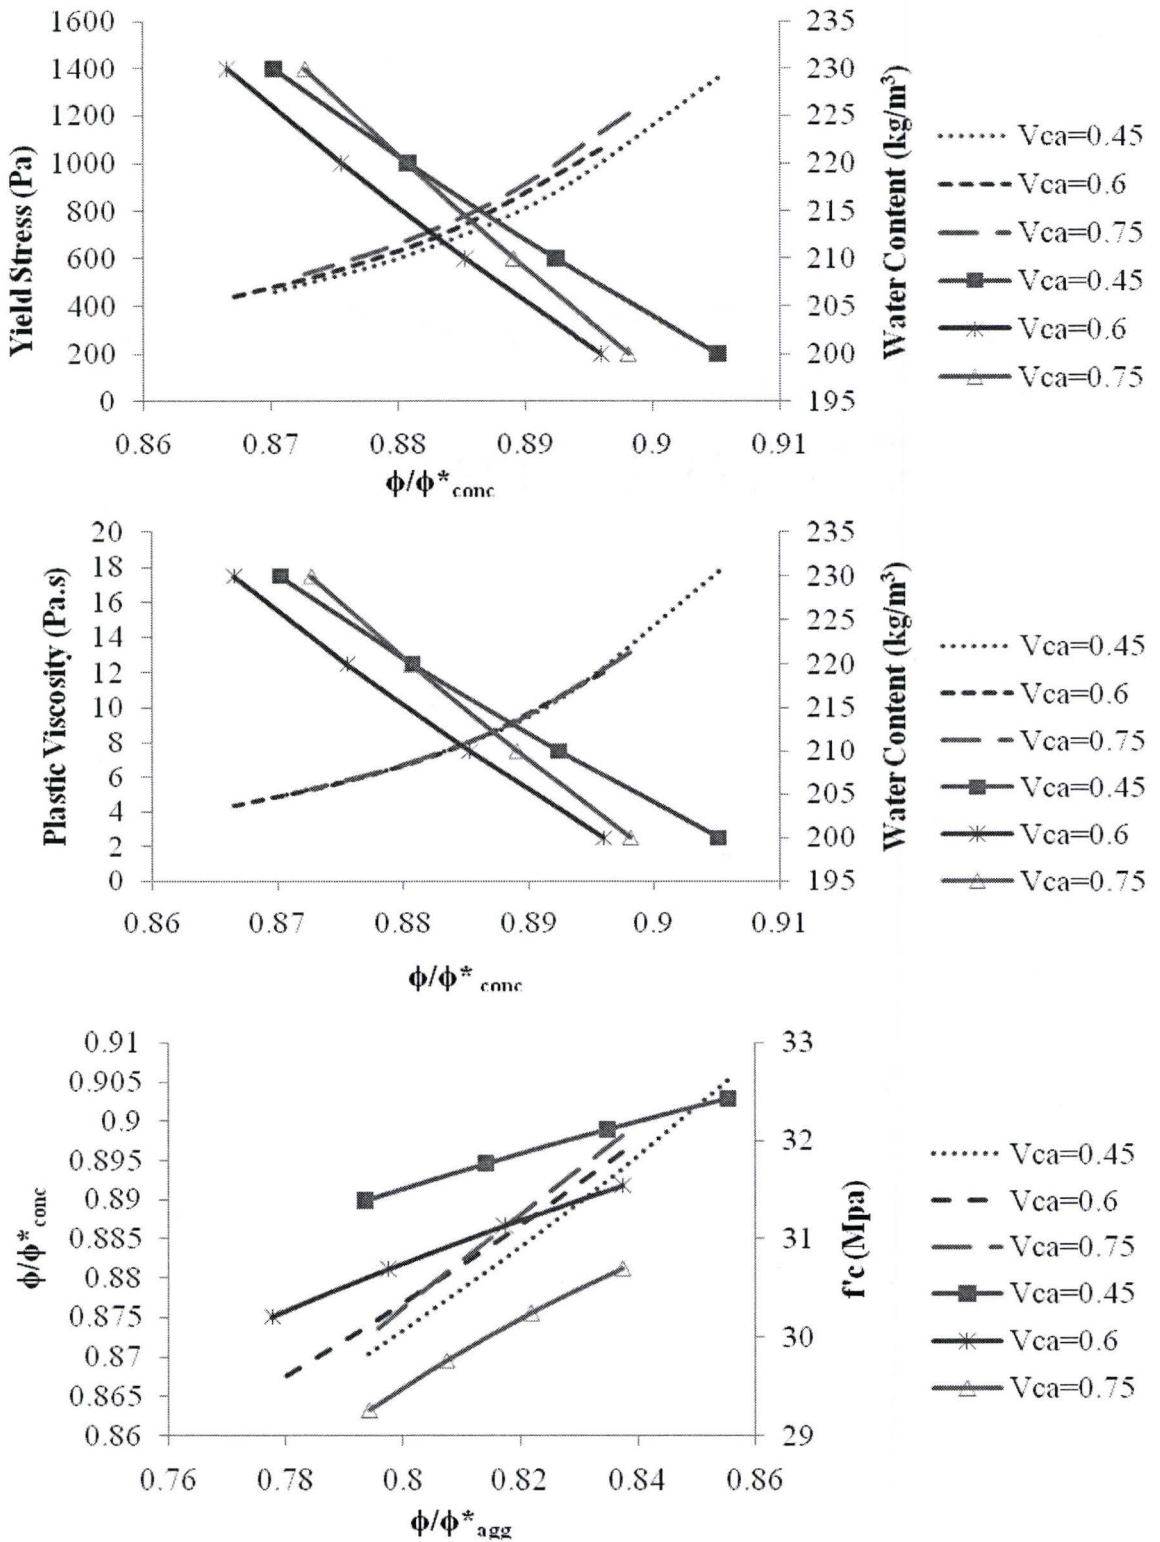 1600
1400
1200
1000
800
600
400
200
0
Yield Stress (Pa)
235
230
225
220
215
210
205
200
195
Water Content (kg/m³)
0.86 0.87 0.88 0.89 0.9 0.91
ϕ/ϕ*conc
Vca=0.45
Vca=0.6
Vca=0.75
Vca=0.45
Vca=0.6
Vca=0.75
20
18
16
14
12
10
8
6
4
2
0
Plastic Viscosity (Pa.s)
235
230
225
220
215
210
205
200
195
Water Content (kg/m³)
0.86 0.87 0.88 0.89 0.9 0.91
ϕ/ϕ* conc
Vca=0.45
Vca=0.6
Vca=0.75
Vca=0.45
Vca=0.6
Vca=0.75
0.91
0.905
0.9
0.895
0.89
0.885
0.88
0.875
0.87
0.865
0.86
ϕ/ϕ*conc
33
32
31
30
29
f'c (Mpa)
0.76 0.78 0.8 0.82 0.84 0.86
ϕ/ϕ*agg
Vca=0.45
Vca=0.6
Vca=0.75
Vca=0.45
Vca=0.6
Vca=0.75